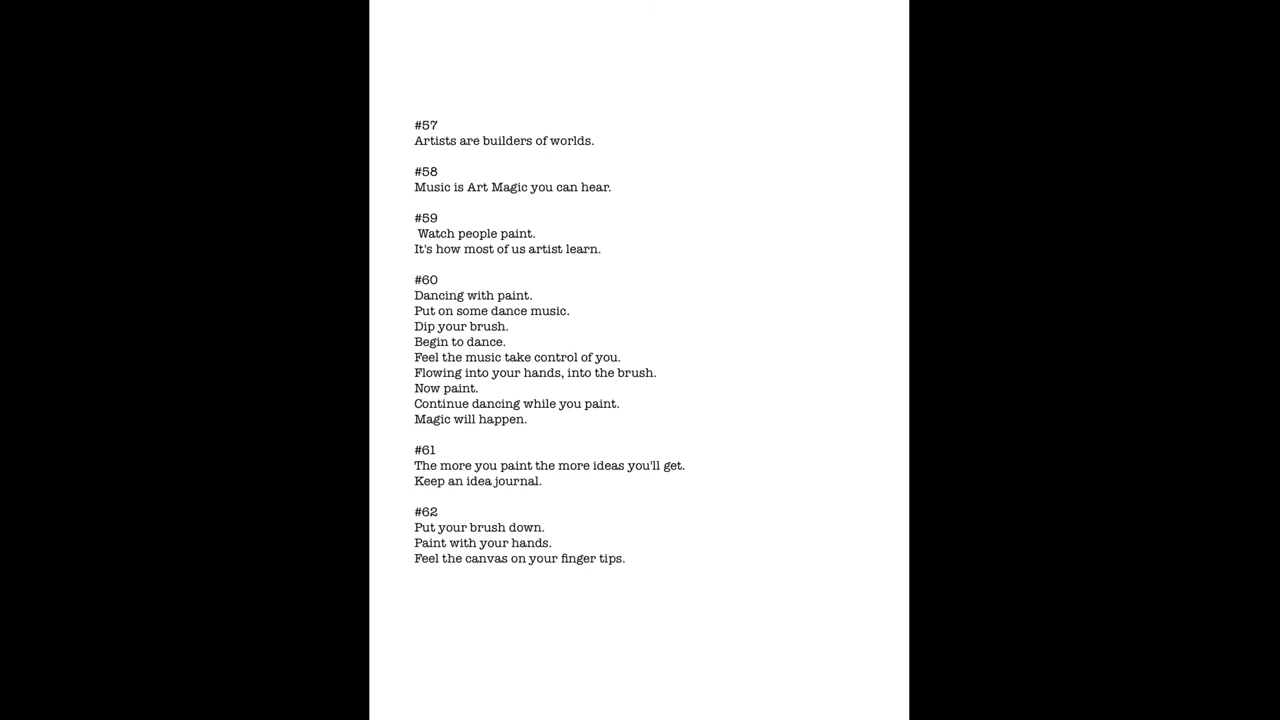 #57
Artists are builders of worlds.
#58
Music is Art Magic you can hear.
#59
Watch people paint.
It's how most of us artist learn.
#60
Dancing with paint.
Put on some dance music.
Dip your brush.
Begin to dance.
Feel the music take control of you.
Flowing into your hands, into the brush.
Now paint.
Continue dancing while you paint.
Magic will happen.
#61
The more you paint the more ideas you'll get.
Keep an idea journal.
#62
Put your brush down.
Paint with your hands.
Feel the canvas on your finger tips.